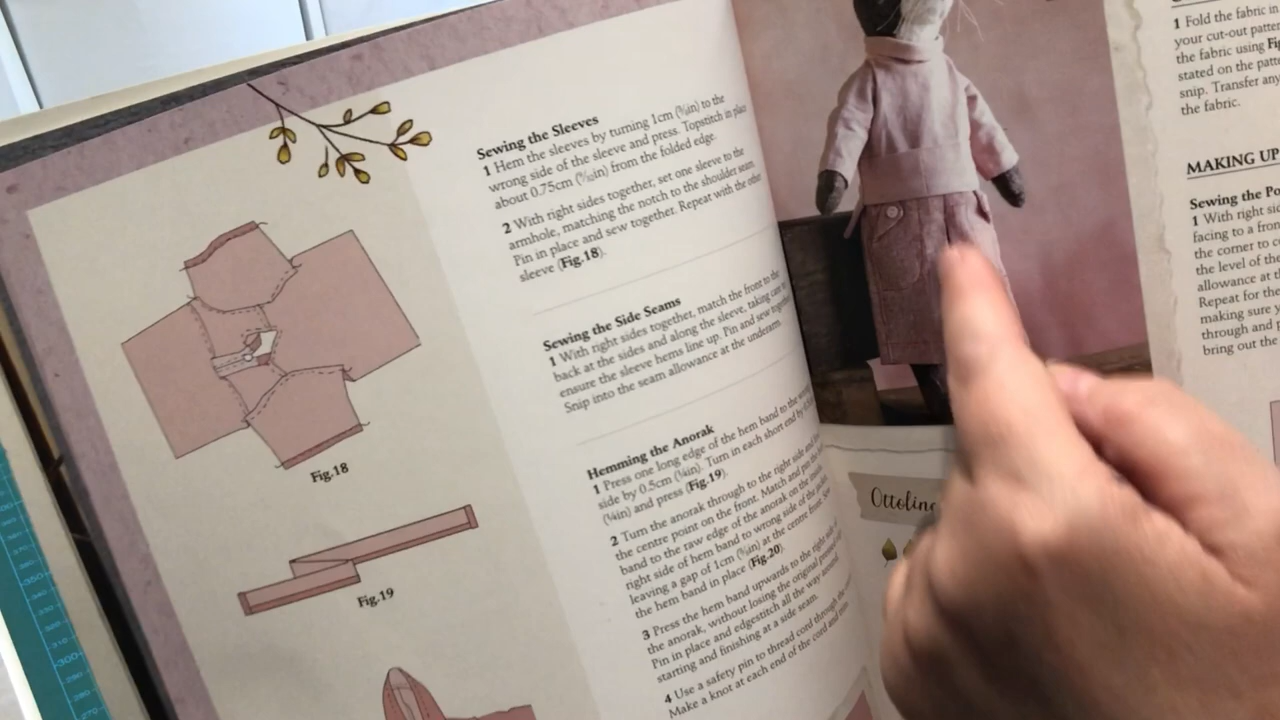 Sewing the Sleeves
1 Hem the sleeves by turning 1cm (⅜in) to the
wrong side of the sleeve and press. Topstitch in place
about 0.75cm (⁵⁄₁₆in) from the folded edge.
2 With right sides together, set one sleeve to the
armhole, matching the notch to the shoulder seam.
Pin in place and sew together. Repeat with the other
sleeve (Fig.18).
Sewing the Side Seams
1 With right sides together, match the front to the
back at the sides and along the sleeve, taking care to
ensure the sleeve hems line up. Pin and sew together.
Snip into the seam allowance at the underarm.
Hemming the Anorak
1 Press one long edge of the hem band to the
side by 0.5cm (¼in). Turn in each short end by
(¼in) and press (Fig.19).
2 Turn the anorak through to the right side and
the centre point on the front. Match and pin the
band to the raw edge of the anorak on the
right side of hem band to wrong side of the
leaving a gap of 1cm (⅜in) at the centre front. Sew
the hem band in place (Fig.20).
3 Press the hem band upwards to the right side of
the anorak, without losing the original pressed
Pin in place and edgestitch all the way around,
starting and finishing at a side seam.
4 Use a safety pin to thread cord through the
Make a knot at each end of the cord and trim.
Fig.18
Fig.19
Ottoline
1 Fold the fabric in
your cut-out
the fabric using
stated on the
snip. Transfer any
the fabric.
MAKING UP
Sewing the
1 With right
facing to a
the corner to
the level of the
allowance at
Repeat for the
making sure
through and
bring out the
300